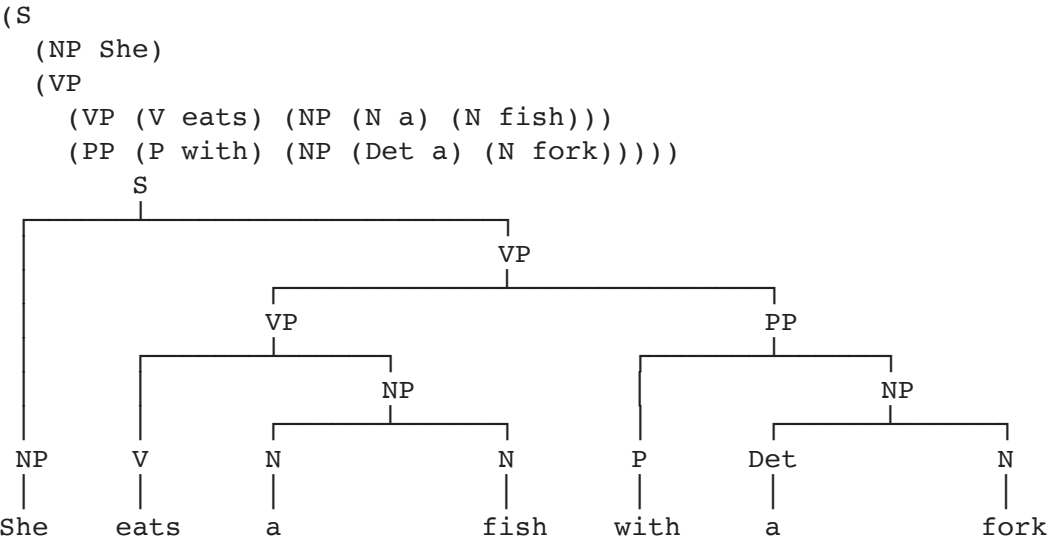 (S
(NP She)
(VP
(VP (V eats) (NP (N a) (N fish)))
(PP (P with) (NP (Det a) (N fork)))))
S
VP
VP PP
NP NP
NP V N N P Det N
She eats a fish with a fork